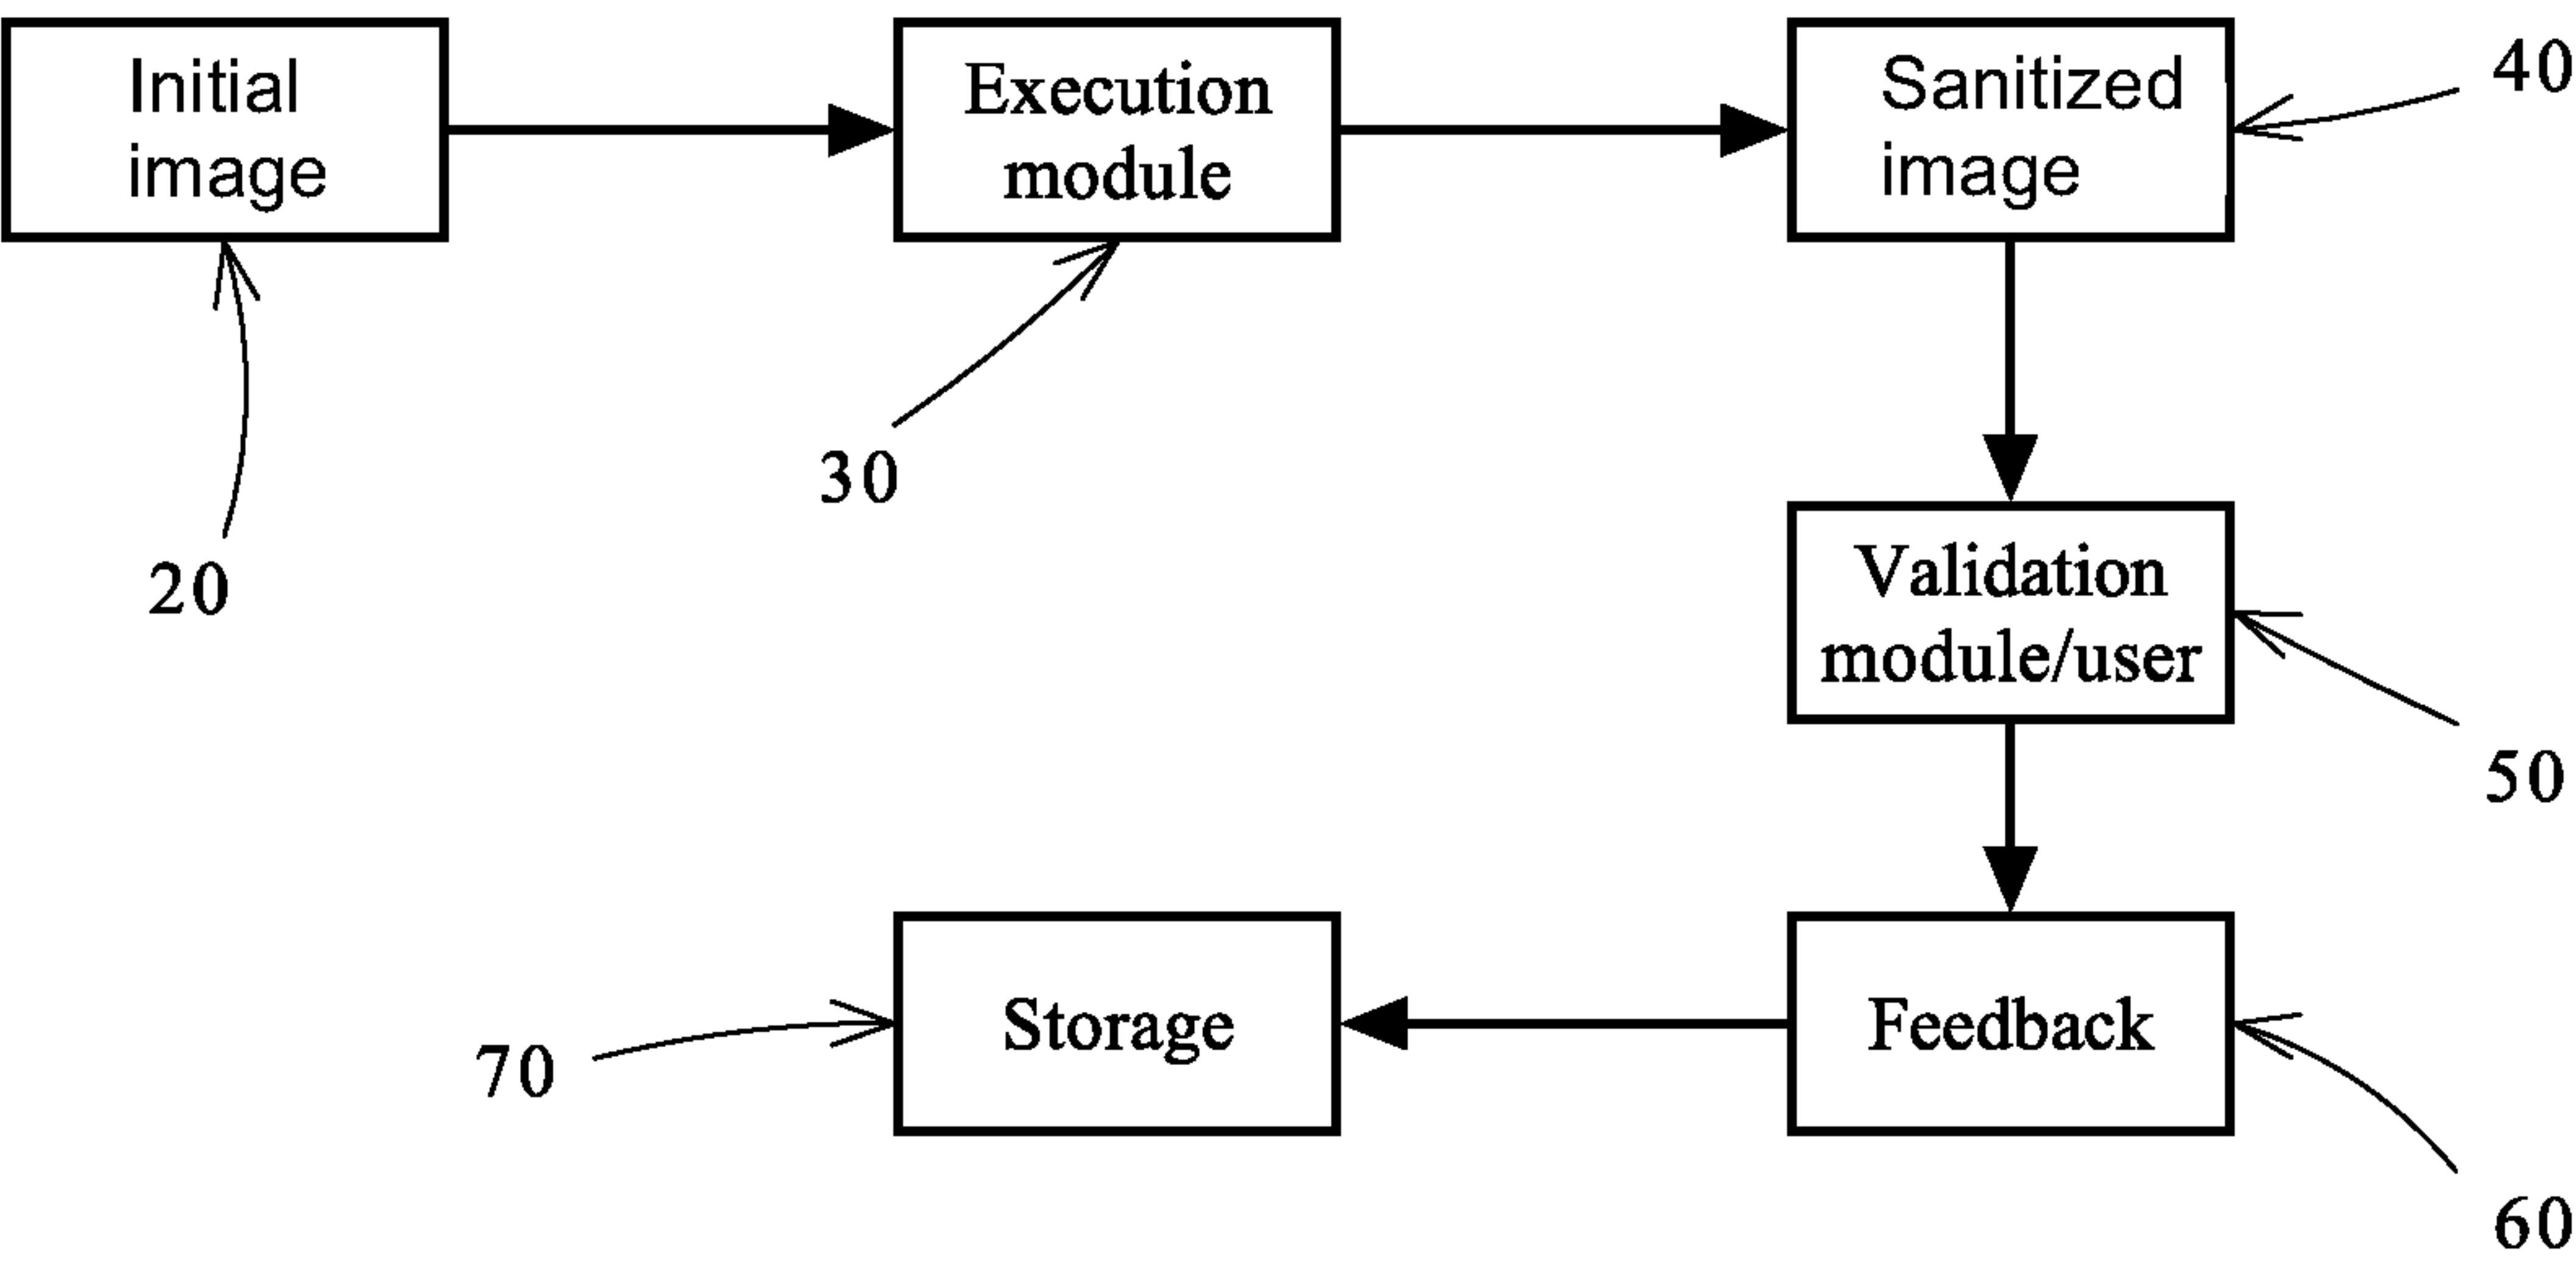 Initial
image
Execution
module
Sanitized
image
40
30
20
Validation
module/user
50
Storage
Feedback
70
60